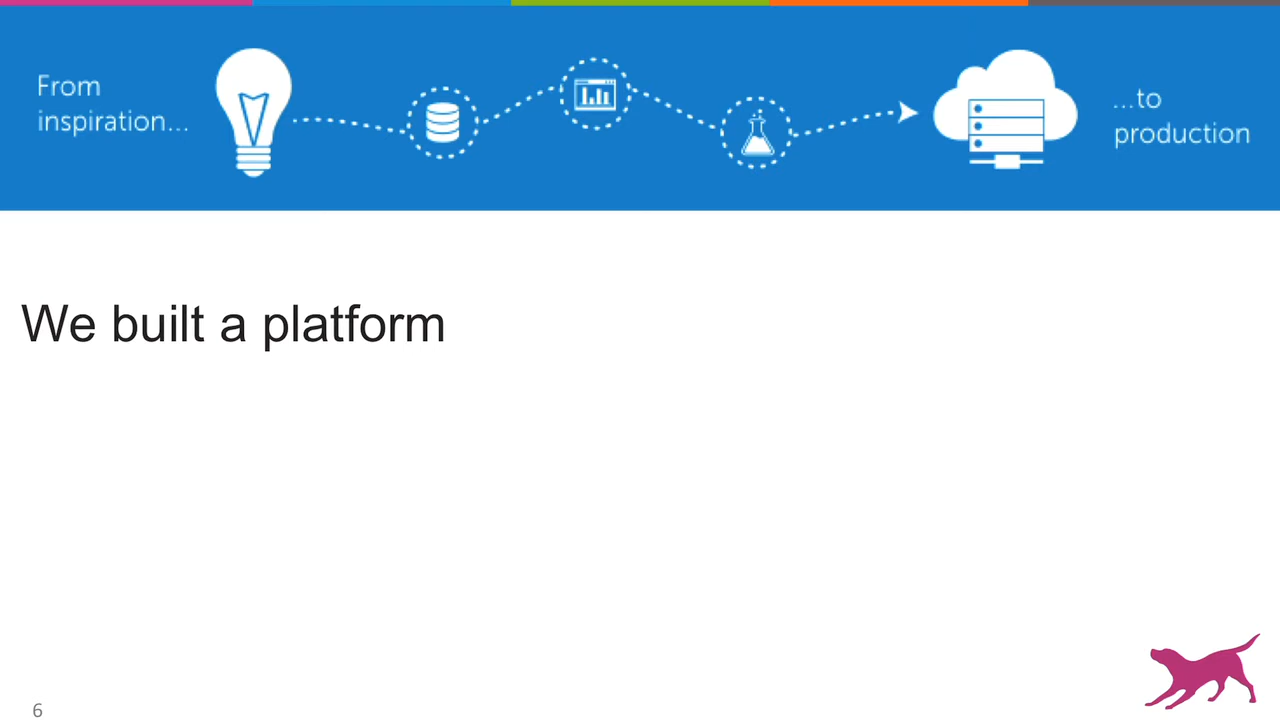 From
inspiration...
...to
production
We built a platform
6